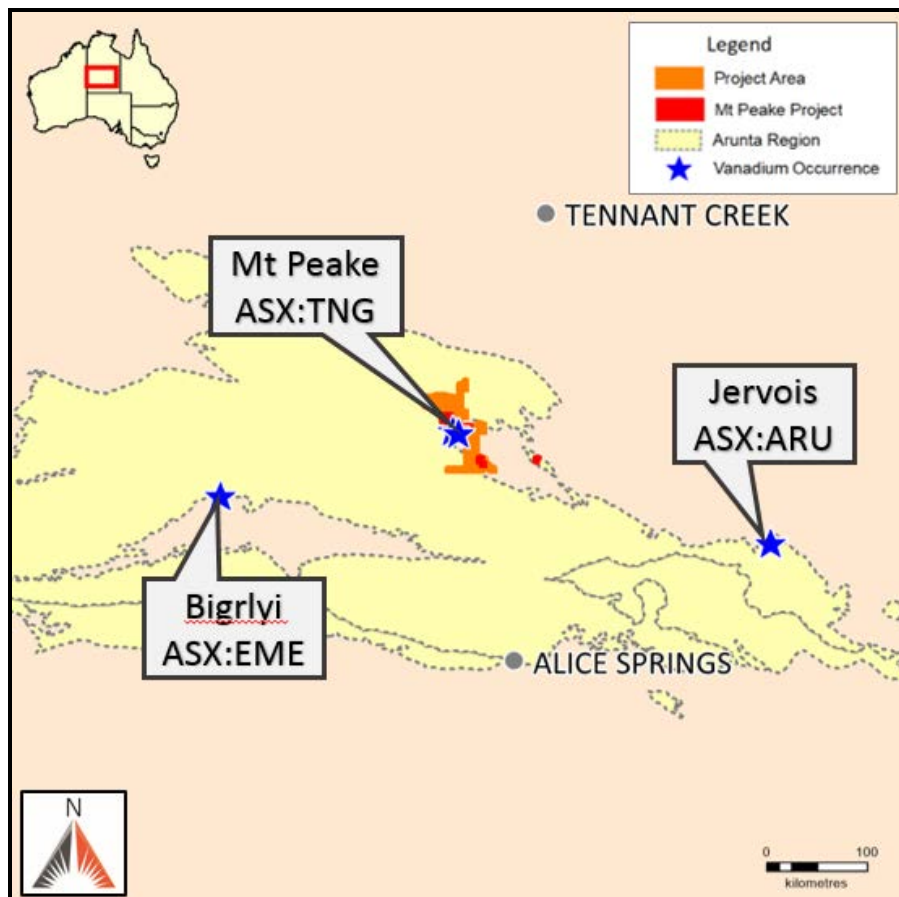 Legend
Project Area
Mt Peake Project
Arunta Region
Vanadium Occurrence
TENNANT CREEK
Mt Peake
ASX:TNG
Jervois
ASX:ARU
Bigrlyi
ASX:EME
ALICE SPRINGS
N
0 100
kilometres